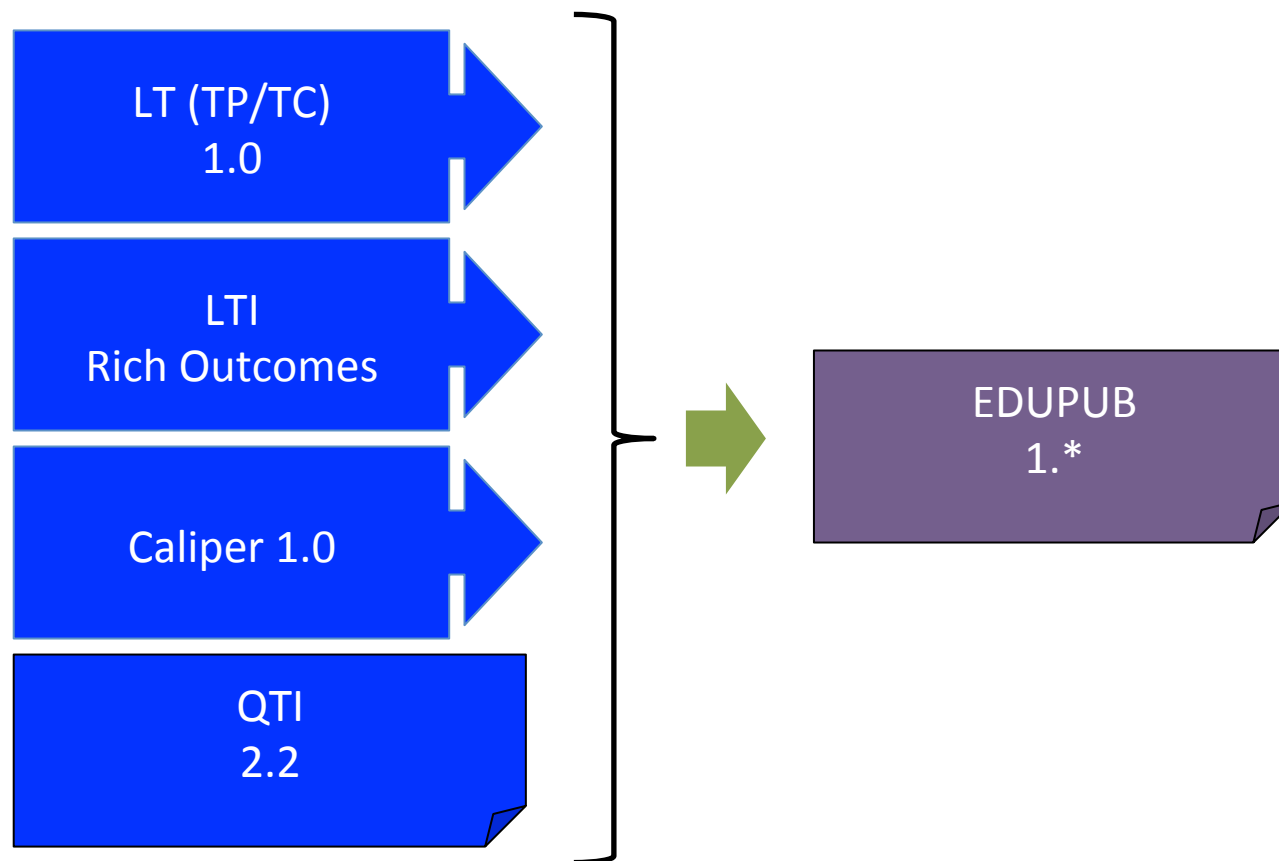 LT (TP/TC)
1.0
LTI
Rich Outcomes
Caliper 1.0
QTI
2.2
EDUPUB
1.*